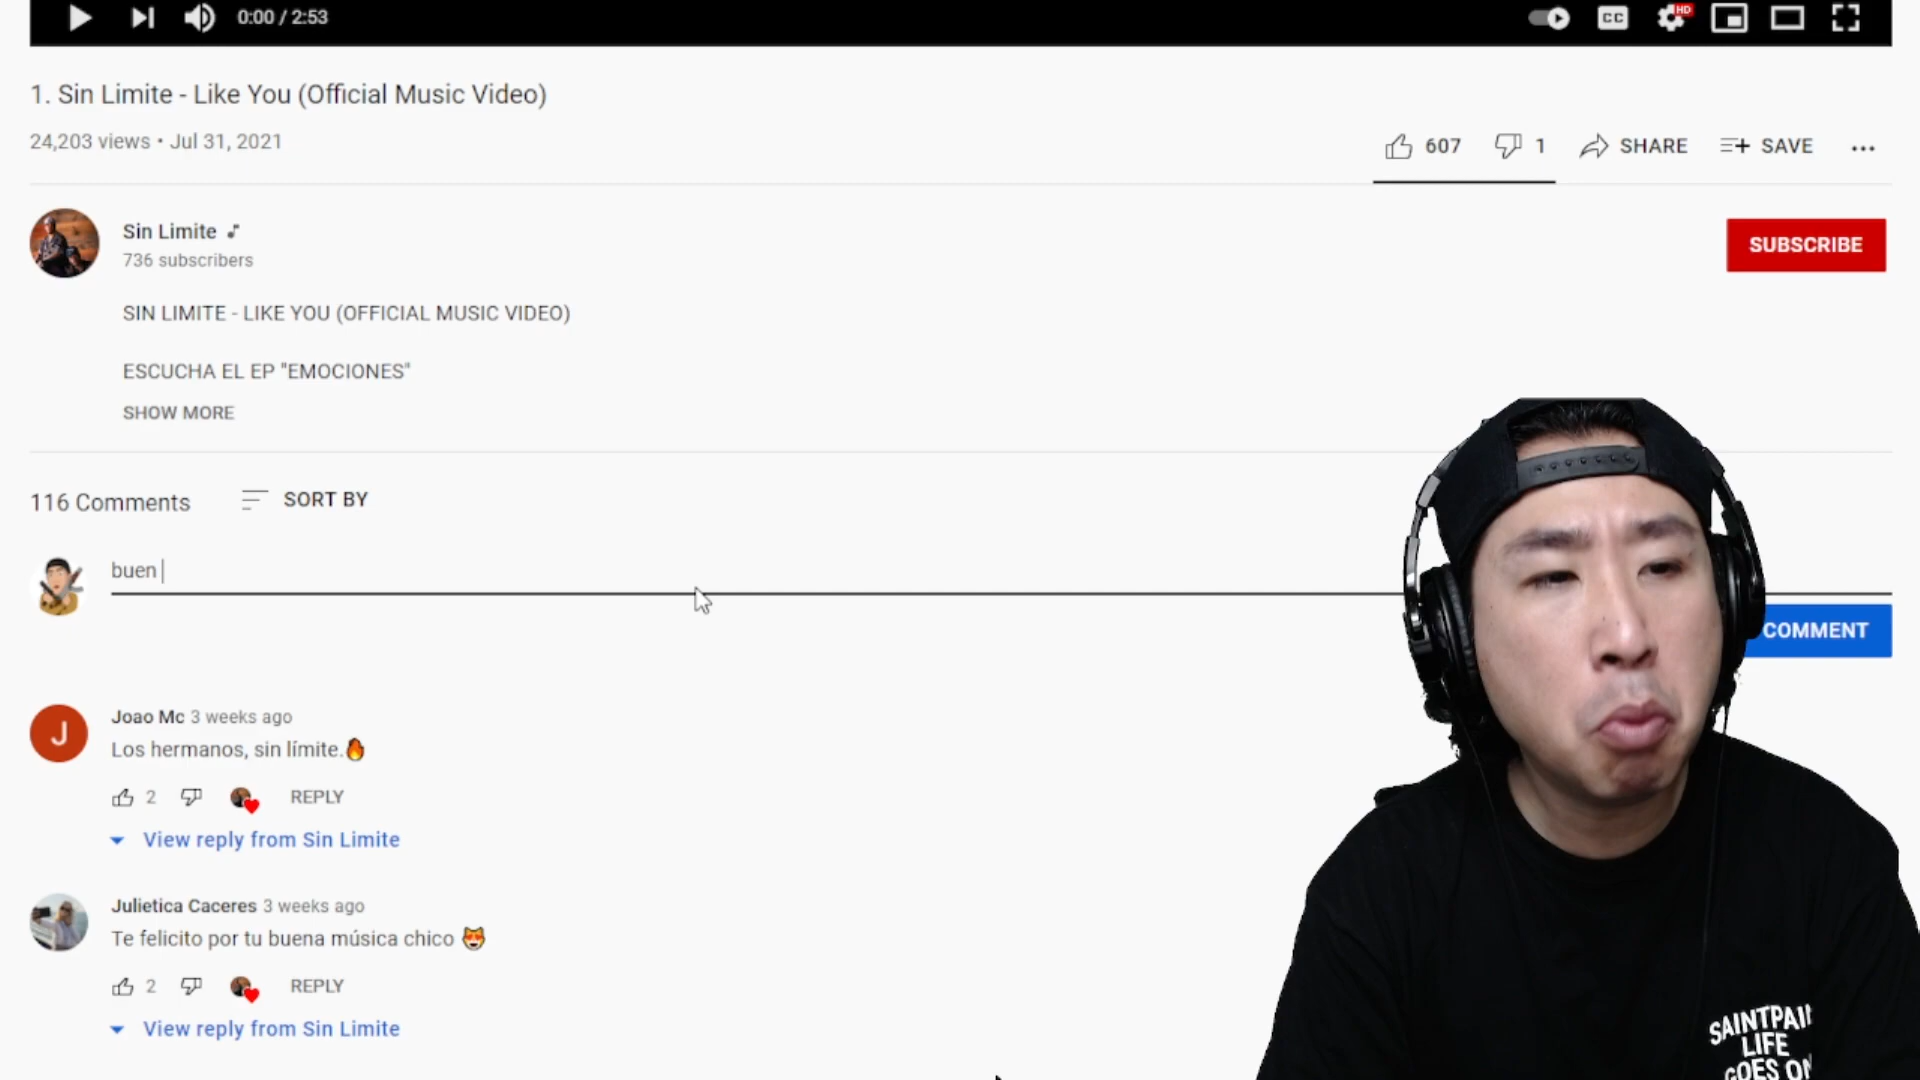 0:00 / 2:53
CC
HD
1. Sin Limite - Like You (Official Music Video)
24,203 views • Jul 31, 2021
607
1
SHARE
SAVE
Sin Limite
736 subscribers
SUBSCRIBE
SIN LIMITE - LIKE YOU (OFFICIAL MUSIC VIDEO)
ESCUCHA EL EP "EMOCIONES"
SHOW MORE
116 Comments
SORT BY
buen
COMMENT
J
Joao Mc 3 weeks ago
Los hermanos, sin límite.🔥
2
REPLY
View reply from Sin Limite
Julietica Caceres 3 weeks ago
Te felicito por tu buena música chico 😻
2
REPLY
View reply from Sin Limite
LIFE
GOES